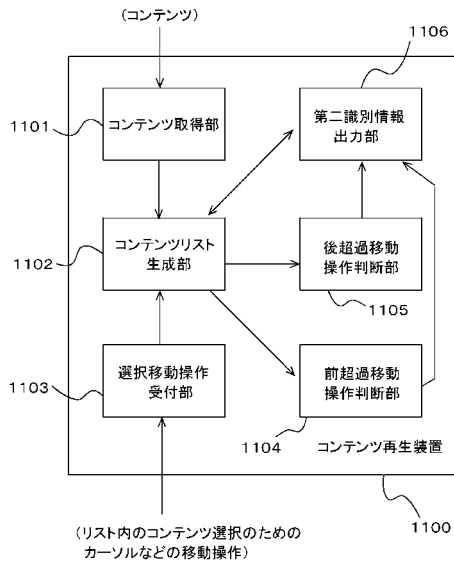 (コンテンツ)
1106
1101
コンテンツ取得部
第二識別情報
出力部
1102
コンテンツリスト
生成部
後超過移動
操作判断部
1105
1103
選択移動操作
受付部
前超過移動
操作判断部
1104
コンテンツ再生装置
1100
(リスト内のコンテンツ選択のための
カーソルなどの移動操作)